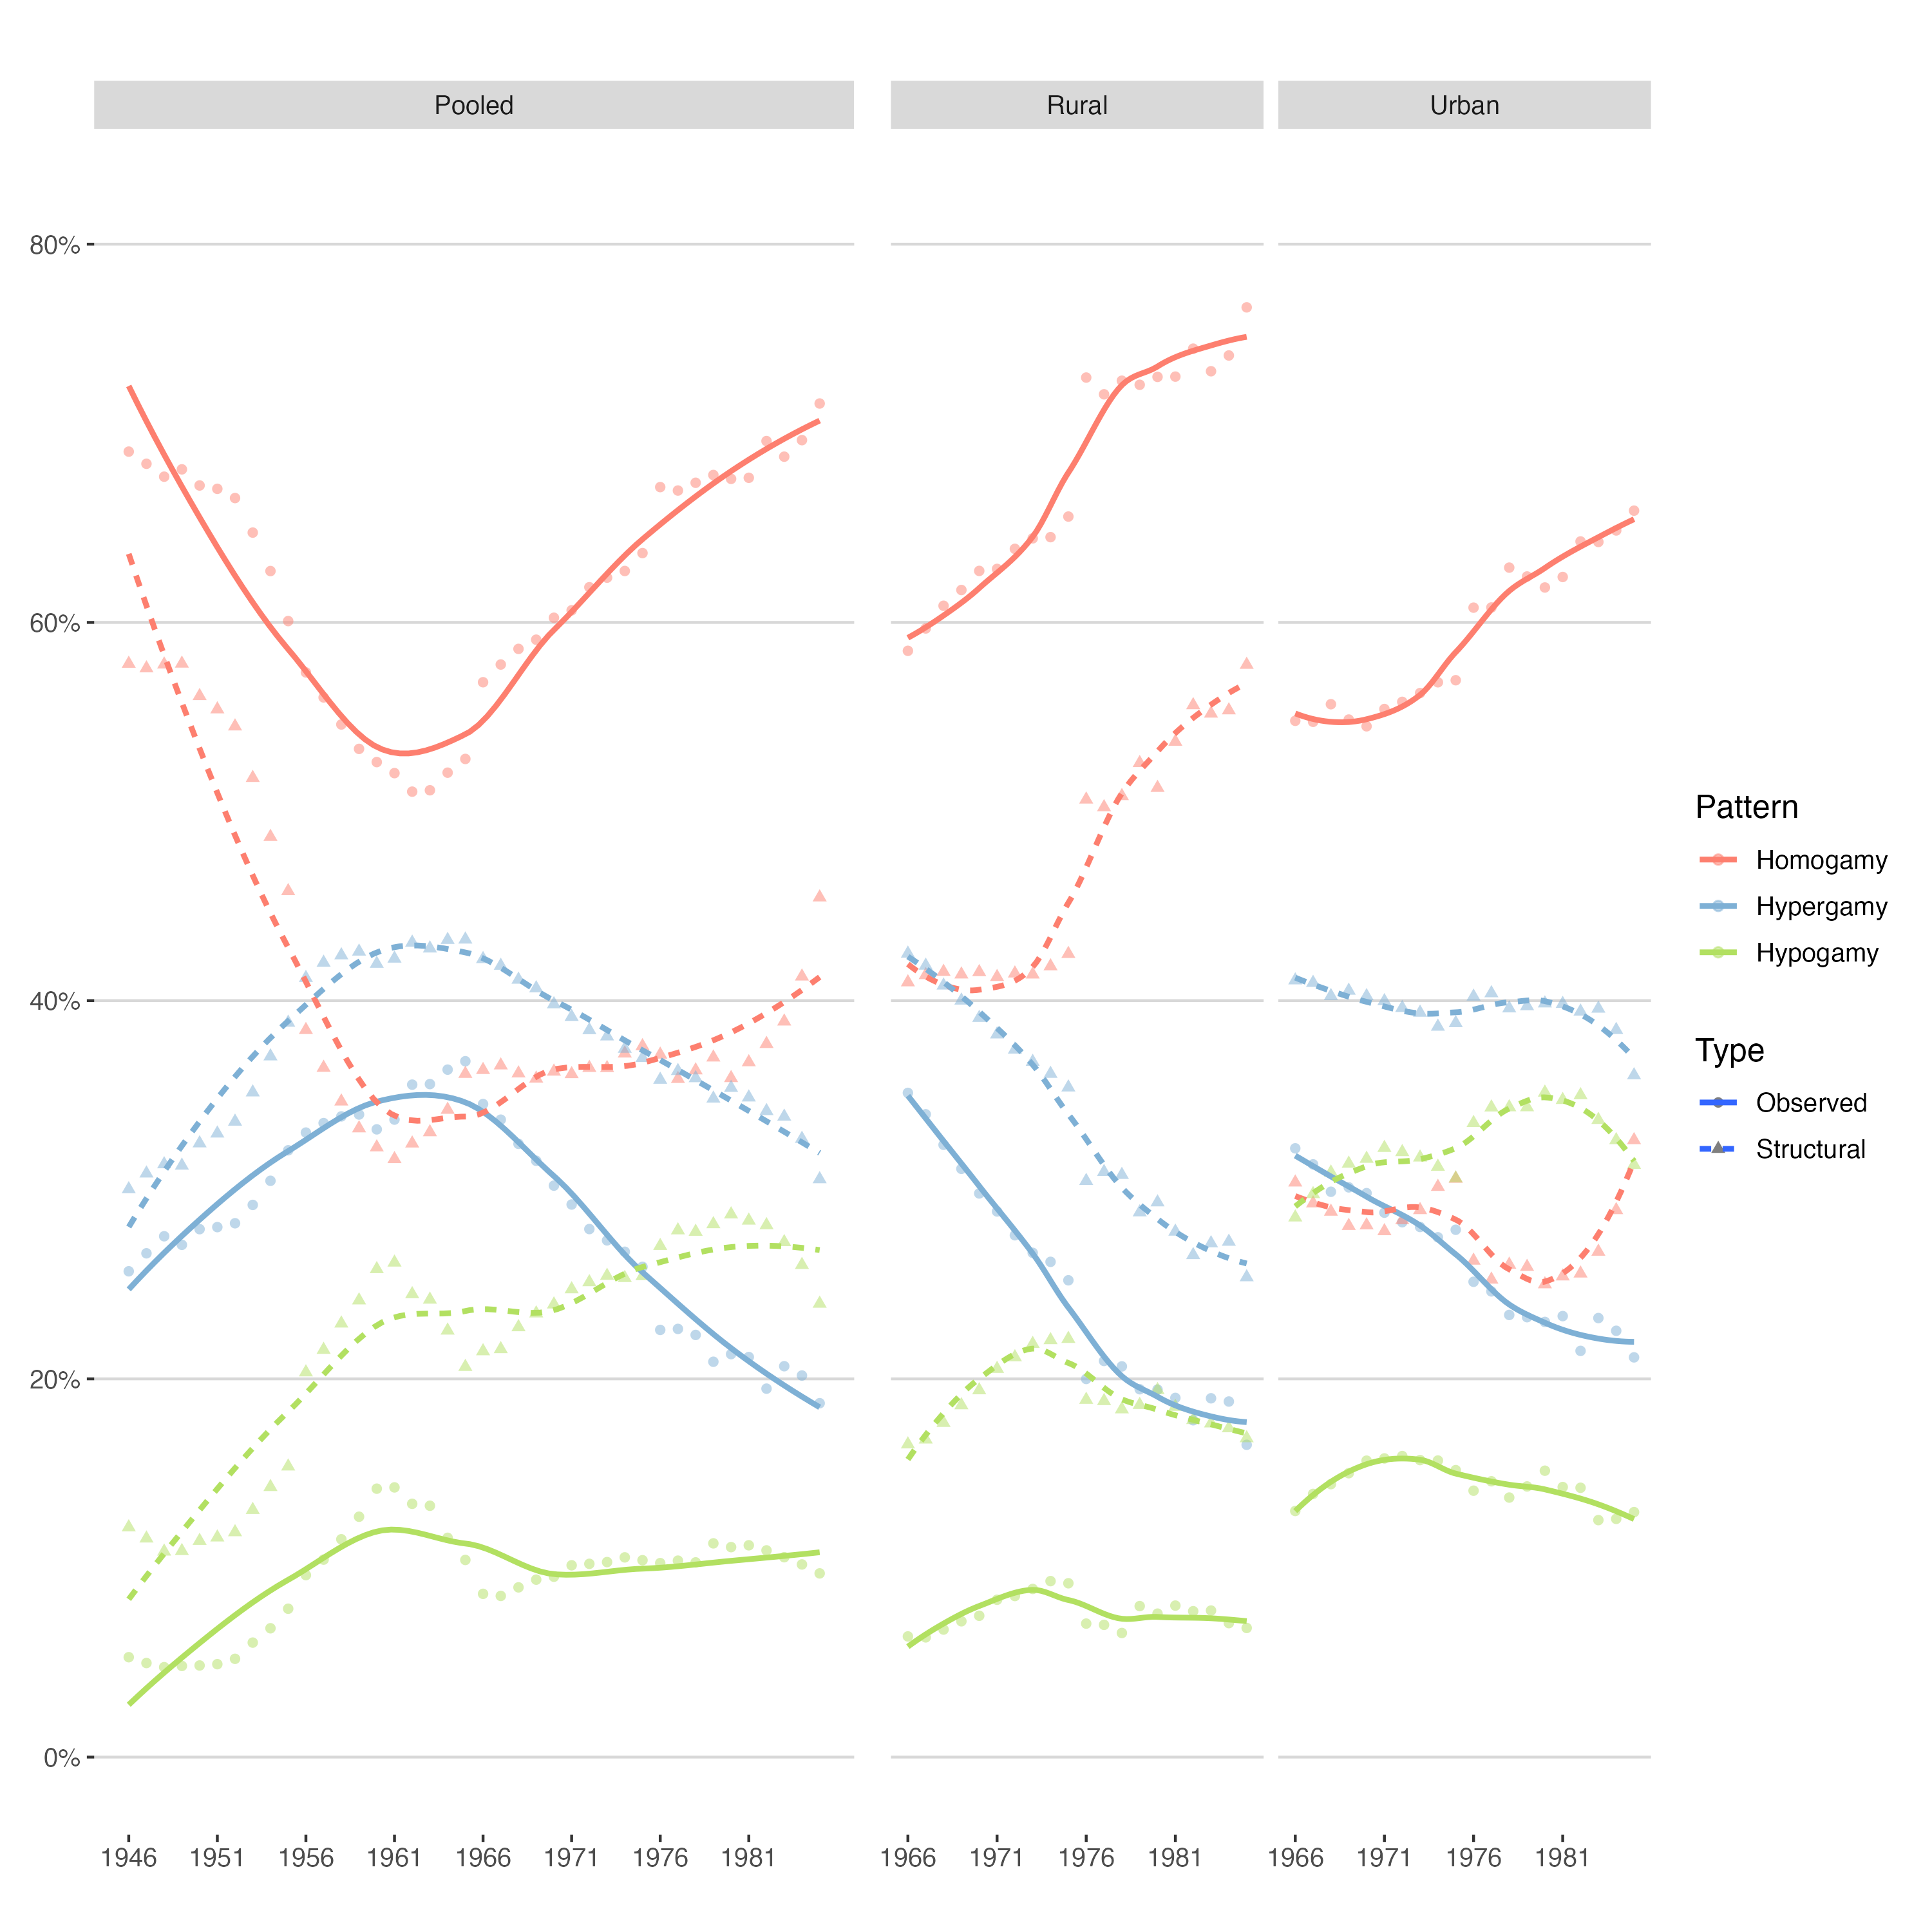 Pooled Rural Urban
80%
60%
40%
20%
0%
1946 1951 1956 1961 1966 1971 1976 1981 1966 1971 1976 1981 1966 1971 1976 1981
Pattern
Homogamy
Hypergamy
Hypogamy
Type
Observed
Structural